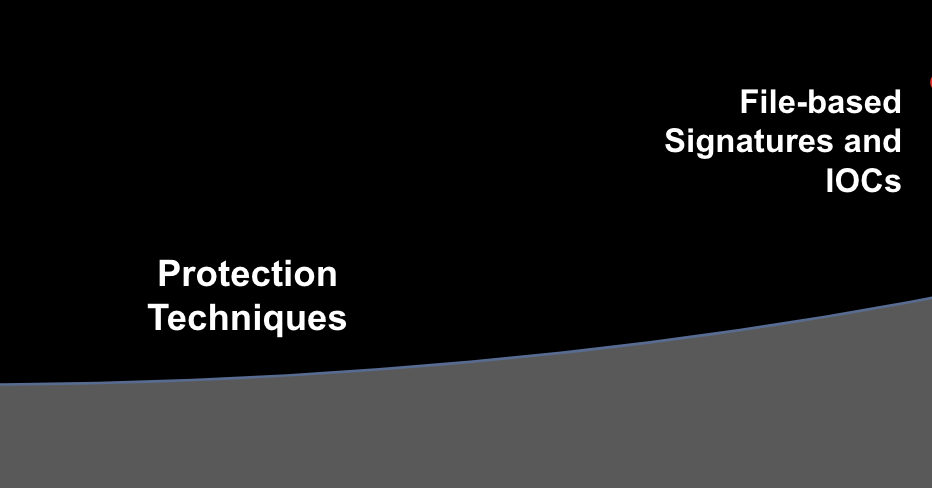 File-based
Signatures and
IOCs
Protection
Techniques